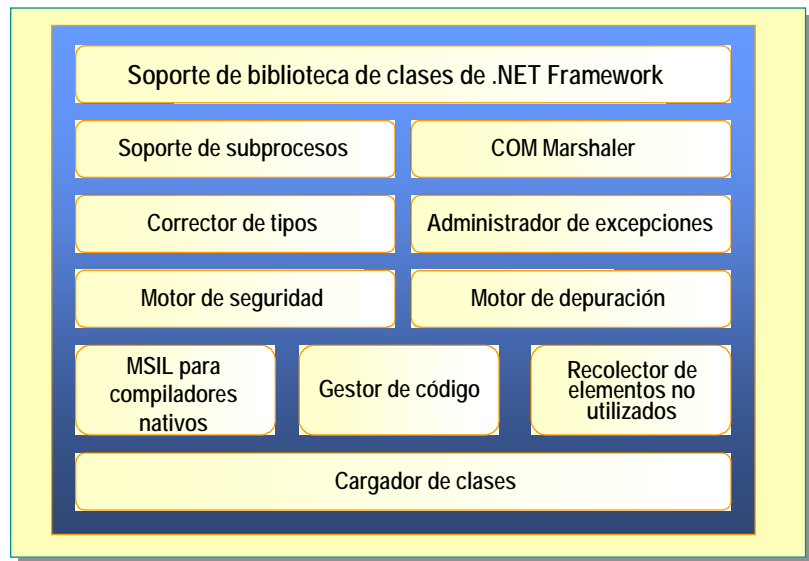 Soporte de biblioteca de clases de .NET Framework
Soporte de subprocesos
COM Marshaler
Corrector de tipos
Administrador de excepciones
Motor de seguridad
Motor de depuración
MSIL para
compiladores
nativos
Gestor de código
Recolector de
elementos no
utilizados
Cargador de clases